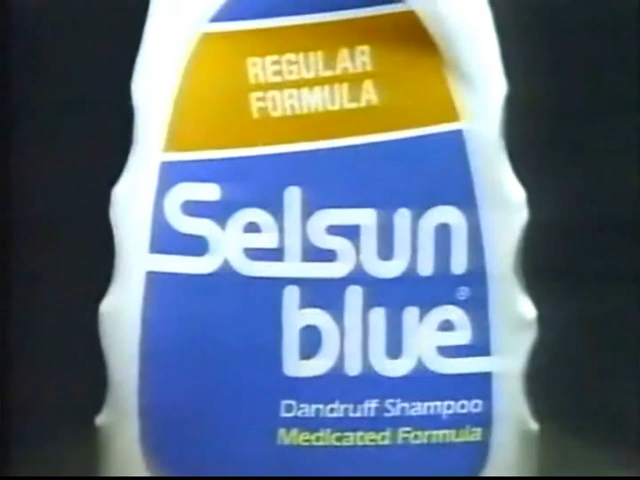 REGULAR
FORMULA
Selsun
blue®
Dandruff Shampoo
Medicated Formula